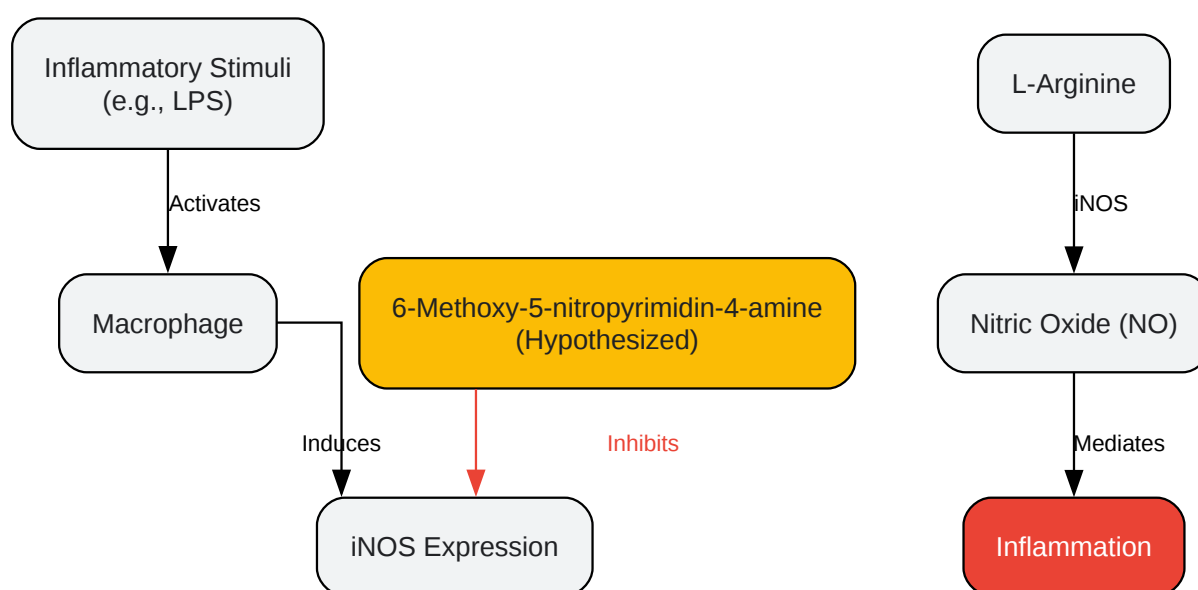 Inflammatory Stimuli
(e.g., LPS)
L-Arginine
Activates
iNOS
Macrophage
6-Methoxy-5-nitropyrimidin-4-amine
(Hypothesized)
Nitric Oxide (NO)
Induces
Inhibits
Mediates
iNOS Expression
Inflammation